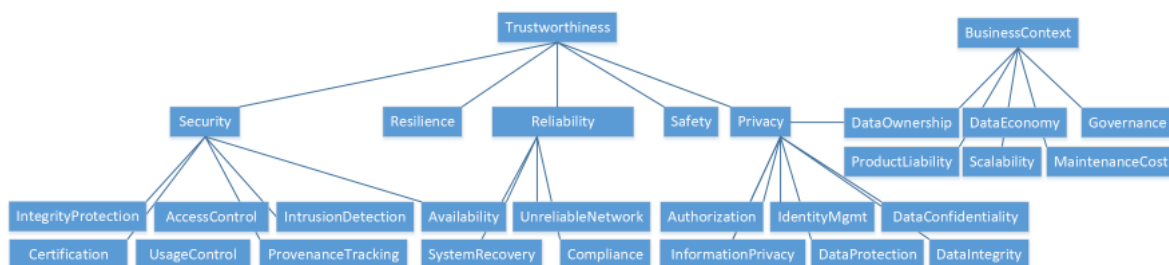 Trustworthiness
BusinessContext
Security
Resilience
Reliability
Safety
Privacy
DataOwnership
DataEconomy
Governance
ProductLiability
Scalability
MaintenanceCost
IntegrityProtection
AccessControl
IntrusionDetection
Availability
UnreliableNetwork
Authorization
IdentityMgmt
DataConfidentiality
Certification
UsageControl
ProvenanceTracking
SystemRecovery
Compliance
InformationPrivacy
DataProtection
DataIntegrity